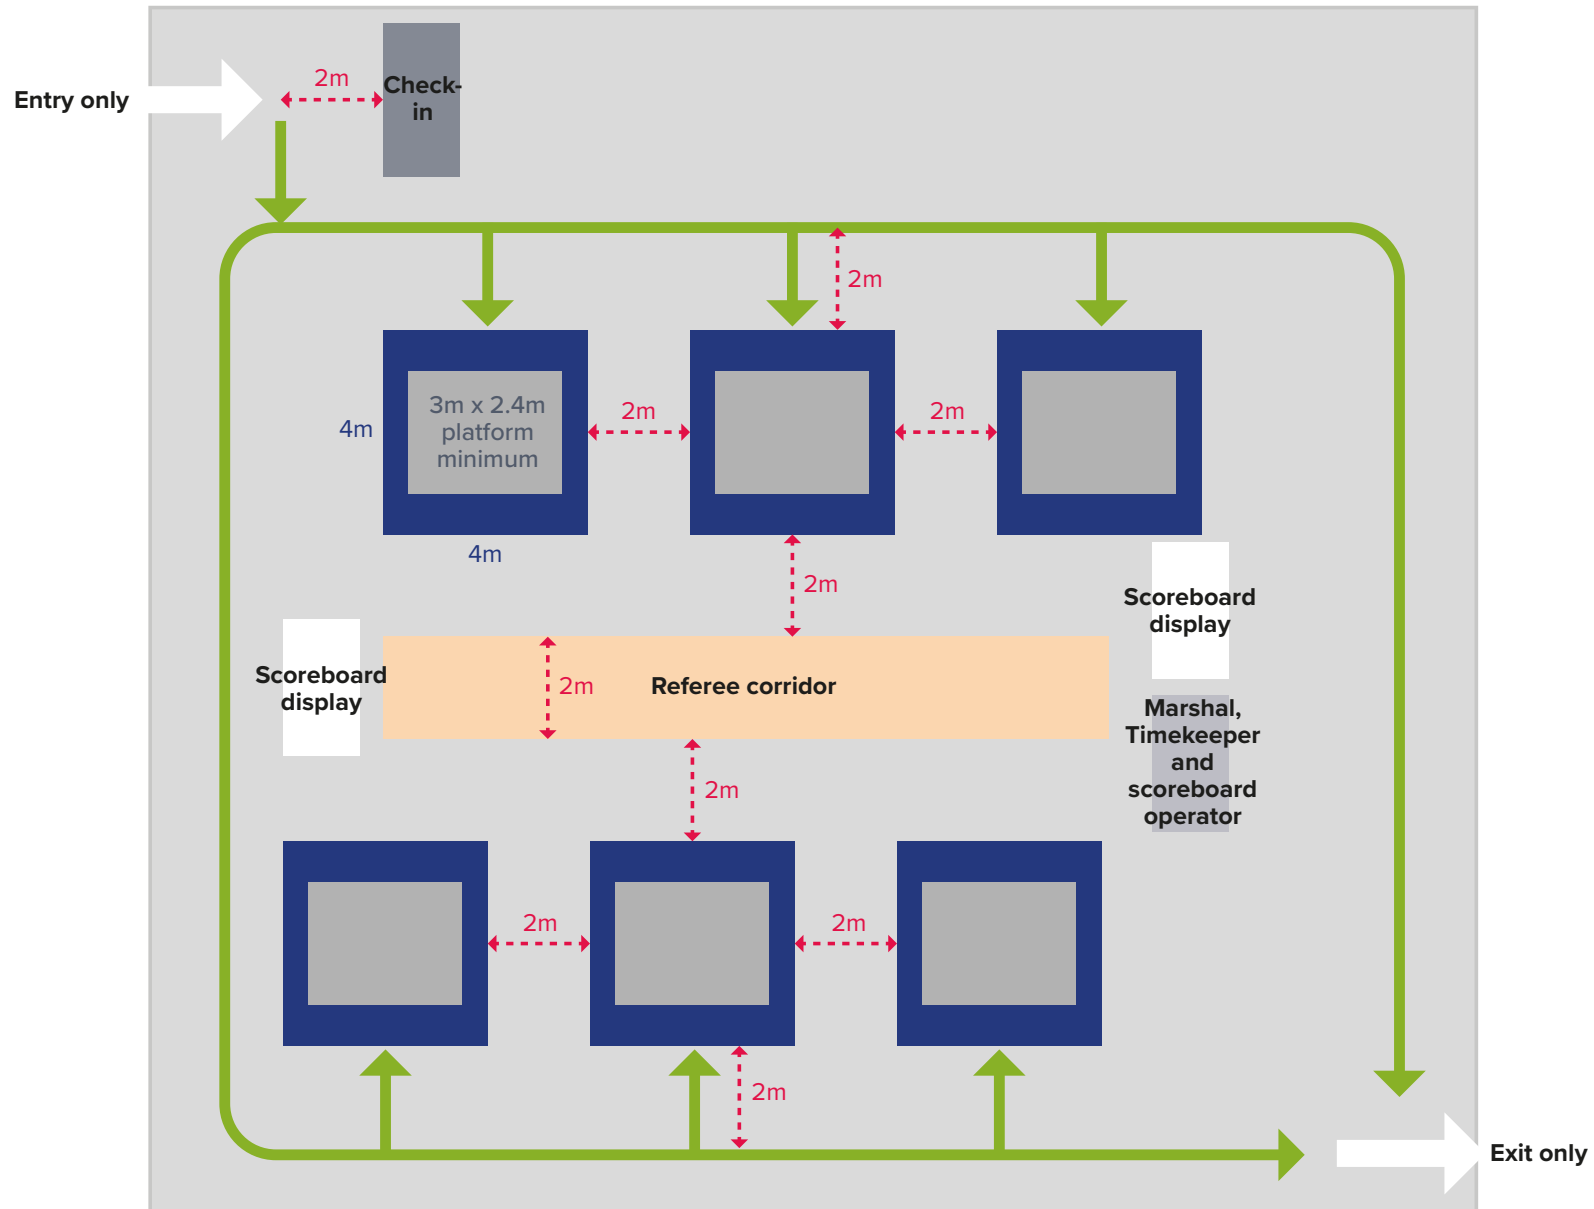 2m
Check-
in
Entry only
2m
3m x 2.4m
platform
minimum
4m
2m
2m
4m
2m
Scoreboard
display
Scoreboard
display
2m
Referee corridor
Marshal,
Timekeeper
and
scoreboard
operator
2m
2m
2m
2m
Exit only